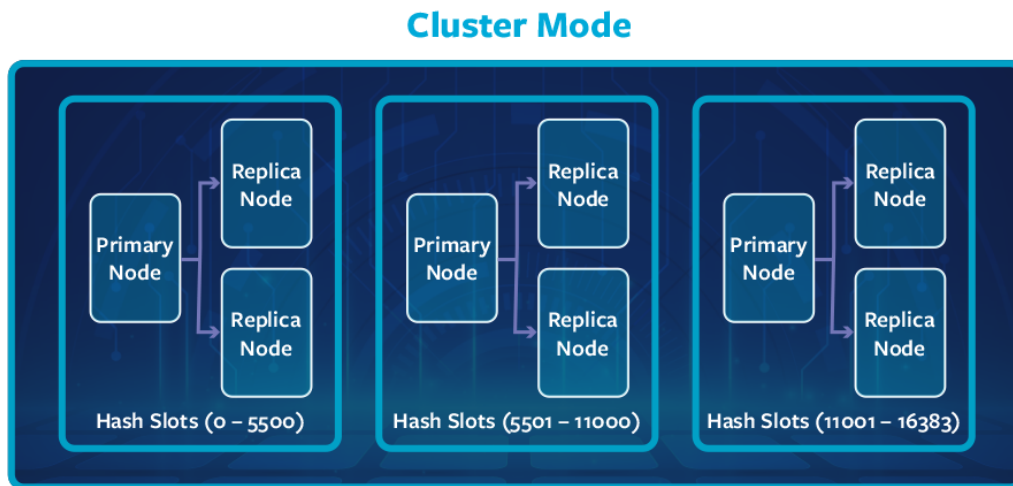 Cluster Mode
Replica
Node
Primary
Node
Replica
Node
Hash Slots (0 – 5500)
Replica
Node
Primary
Node
Replica
Node
Hash Slots (5501 – 11000)
Replica
Node
Primary
Node
Replica
Node
Hash Slots (11001 – 16383)